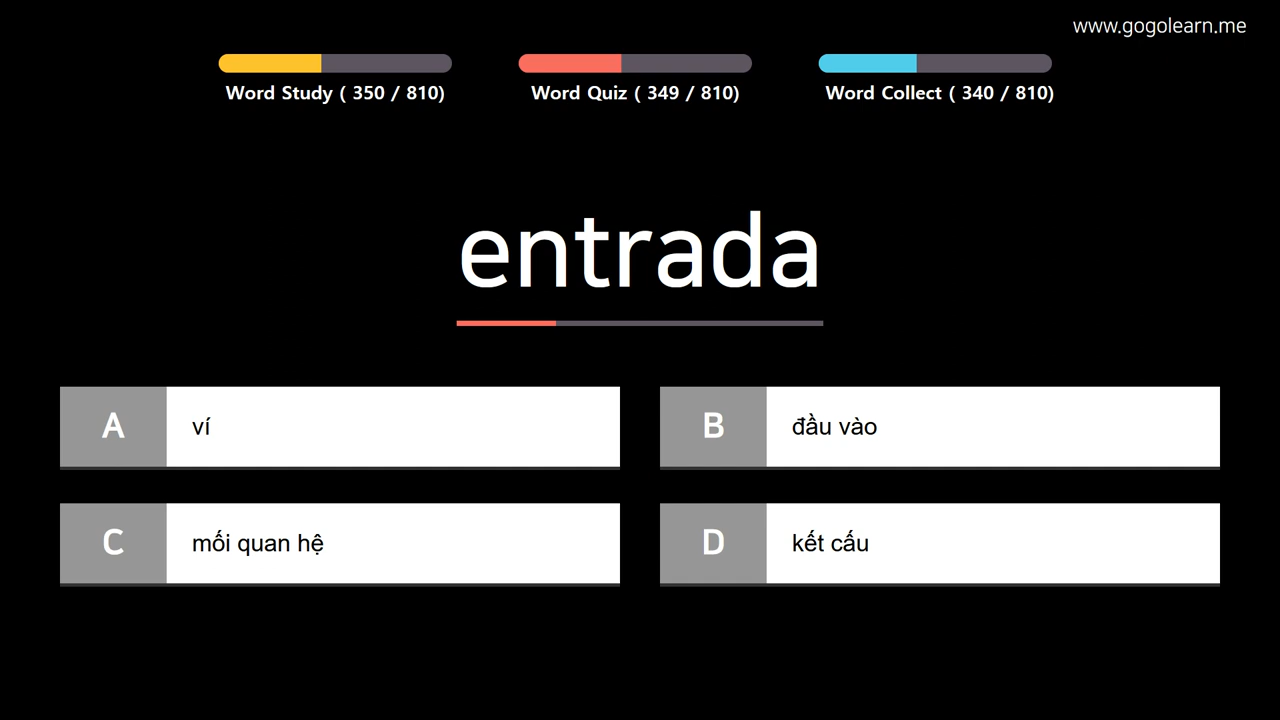 www.gogolearn.me
Word Study ( 350 / 810)
Word Quiz ( 349 / 810)
Word Collect ( 340 / 810)
entrada
A
ví
B
đầu vào
C
mối quan hệ
D
kết cấu